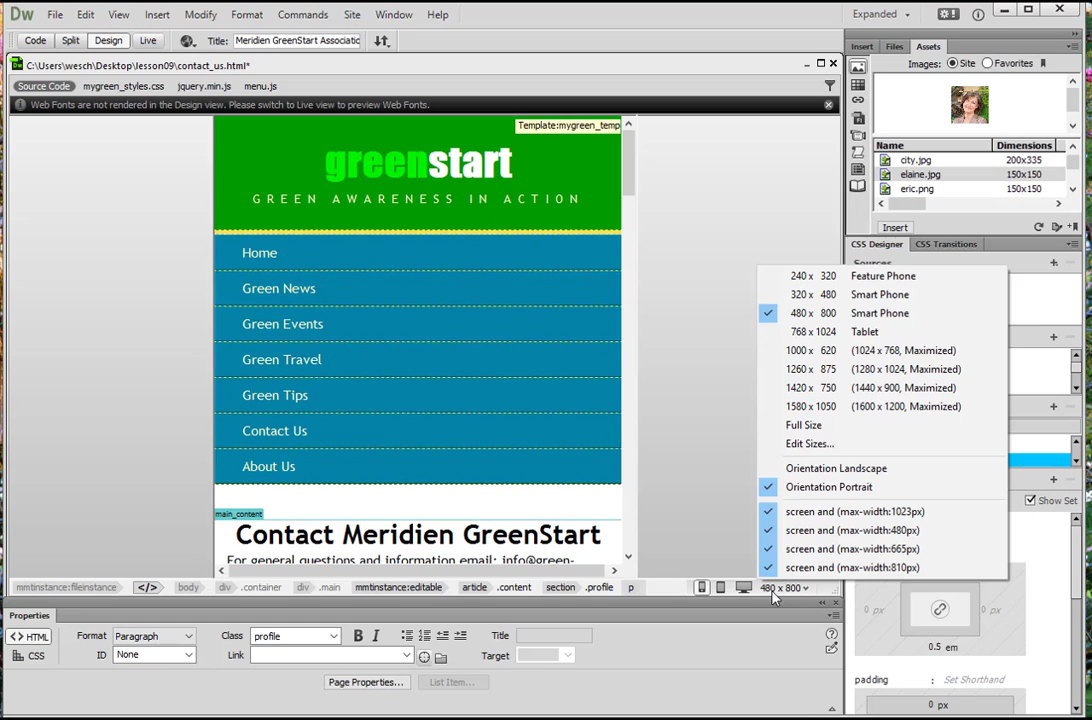 Dw File Edit View Insert Modify Format Commands Site Window Help Expanded
Code Split Design Live Title: Meridien GreenStart Associatio
C:\Users\wesch\Desktop\lesson09\contact_us.html*
Source Code mygreen_styles.css jquery.min.js menu.js
Web Fonts are not rendered in the Design view. Please switch to Live view to preview Web Fonts.
Template:mygreen_temp
greenstart
GREEN AWARENESS IN ACTION
Home
Green News
Green Events
Green Travel
Green Tips
Contact Us
About Us
main_content
Contact Meridien GreenStart
For general questions and information email: info@green-
Insert Files Assets
Images: Site Favorites
Name Dimensions
city.jpg 200x335
elaine.jpg 150x150
eric.png 150x150
Insert
CSS Designer CSS Transitions
Sources
240 x 320 Feature Phone
320 x 480 Smart Phone
480 x 800 Smart Phone
768 x 1024 Tablet
1000 x 620 (1024 x 768, Maximized)
1260 x 875 (1280 x 1024, Maximized)
1420 x 750 (1440 x 900, Maximized)
1580 x 1050 (1600 x 1200, Maximized)
Full Size
Edit Sizes...
Orientation Landscape
Orientation Portrait
screen and (max-width:1023px)
screen and (max-width:480px)
screen and (max-width:665px)
screen and (max-width:810px)
Show Set
0 px 0 px
0.5 em
padding : Set Shorthand
0 px
mmtinstance:fileinstance </> body div .container div .main mmtinstance:editable article .content section .profile p 480 x 800
Properties
<> HTML Format Paragraph Class profile B I Title
CSS ID None Link Target
Page Properties... List Item...